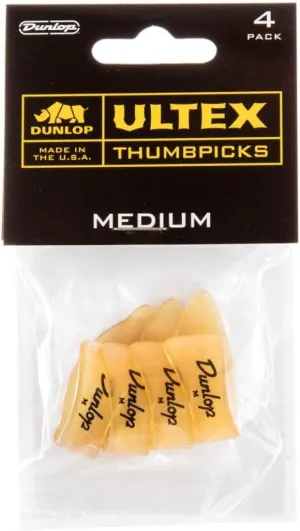 Dunlop
4
PACK
DUNLOP
MADE IN
THE U.S.A.
ULTEX
THUMBPICKS
MEDIUM
Dunlop
M
Dunlop
M
Dunlop
M
Dunlop
M